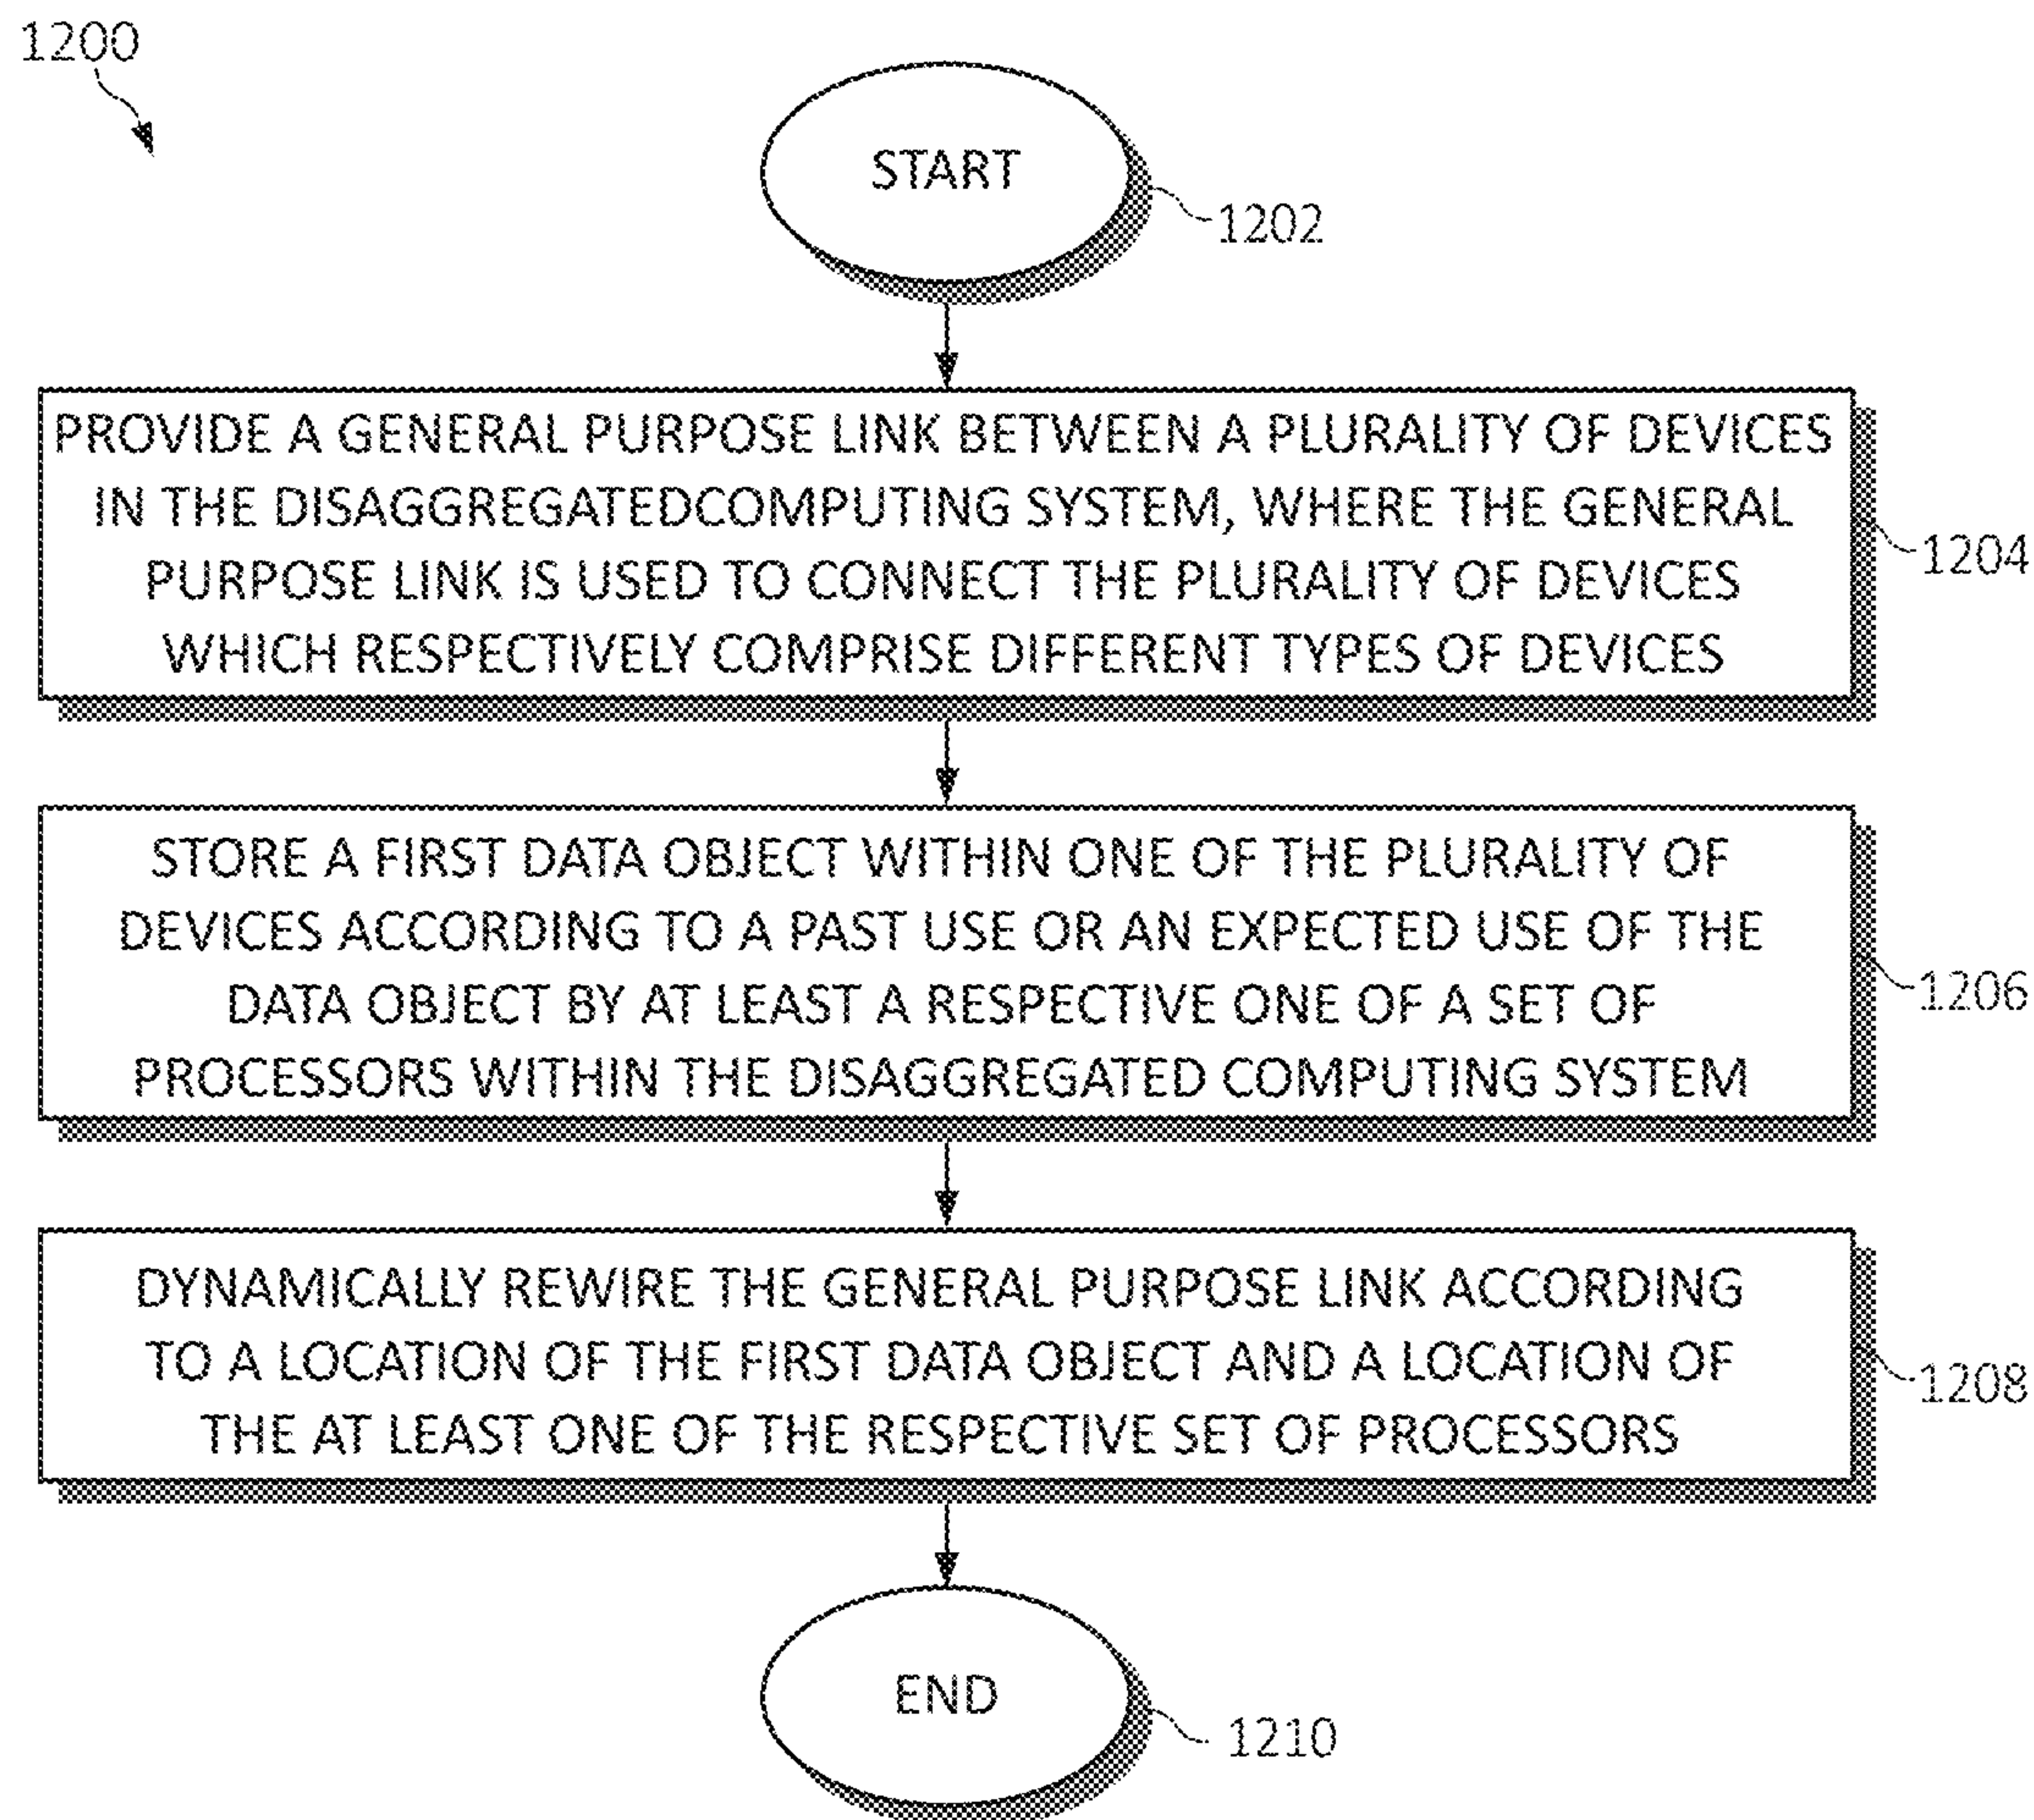 1200
START
1202
PROVIDE A GENERAL PURPOSE LINK BETWEEN A PLURALITY OF DEVICES
IN THE DISAGGREGATEDCOMPUTING SYSTEM, WHERE THE GENERAL
PURPOSE LINK IS USED TO CONNECT THE PLURALITY OF DEVICES
WHICH RESPECTIVELY COMPRISE DIFFERENT TYPES OF DEVICES
1204
STORE A FIRST DATA OBJECT WITHIN ONE OF THE PLURALITY OF
DEVICES ACCORDING TO A PAST USE OR AN EXPECTED USE OF THE
DATA OBJECT BY AT LEAST A RESPECTIVE ONE OF A SET OF
PROCESSORS WITHIN THE DISAGGREGATED COMPUTING SYSTEM
1206
DYNAMICALLY REWIRE THE GENERAL PURPOSE LINK ACCORDING
TO A LOCATION OF THE FIRST DATA OBJECT AND A LOCATION OF
THE AT LEAST ONE OF THE RESPECTIVE SET OF PROCESSORS
1208
END
1210